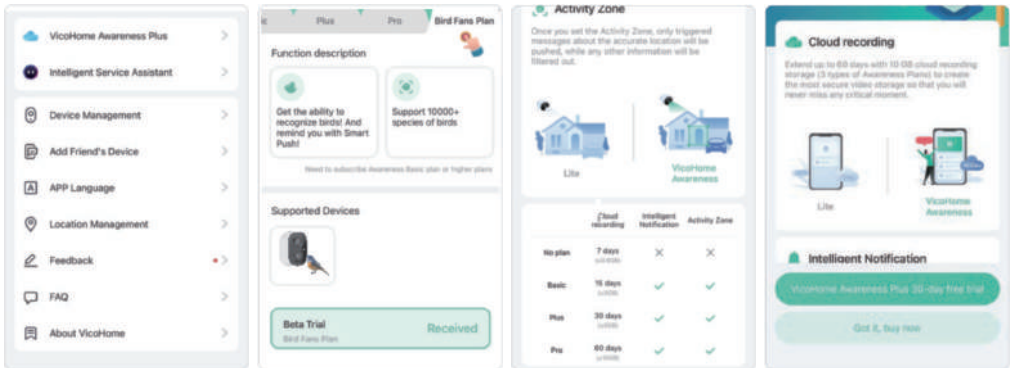 VicoHome Awareness Plus
Intelligent Service Assistant
Device Management
Add Friend's Device
APP Language
Location Management
Feedback
FAQ
About VicoHome
Plus
Pro
Bird Fans Plan
Function description
Get the ability to
recognize birds! And
remind you with Smart
Push!
Support 10000+
species of birds
Need to subscribe Awareness Basic plan or higher plans
Supported Devices
Beta Trial
Bird Fans Plan
Received
Activity Zone
Once you set the Activity Zone, only triggered
messages about the accurate location will be
pushed, while any other information will be
filtered out.
Lite
VicoHome
Awareness
Cloud
recording
Intelligent
Notification
Activity Zone
No plan
7 days
Basic
15 days
Plus
30 days
Pro
60 days
Cloud recording
Extend up to 60 days with 10 GB cloud recording
storage (3 types of Awareness Plans) to create
the most secure video storage so that you will
never miss any critical moment.
Lite
VicoHome
Awareness
Intelligent Notification
VicoHome Awareness Plus 30-day free trial
Got it, buy now